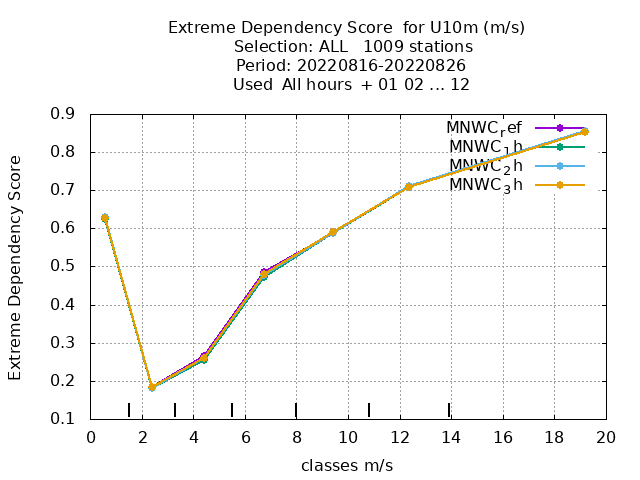 Extreme Dependency Score  for U10m (m/s)
Selection: ALL   1009 stations
Period: 20220816-20220826
Used  All hours  + 01 02 ... 12
Extreme Dependency Score
0.9
0.8
0.7
0.6
0.5
0.4
0.3
0.2
0.1
MNWC_ref
MNWC_1h
MNWC_2h
MNWC_3h
0 2 4 6 8 10 12 14 16 18 20
classes m/s